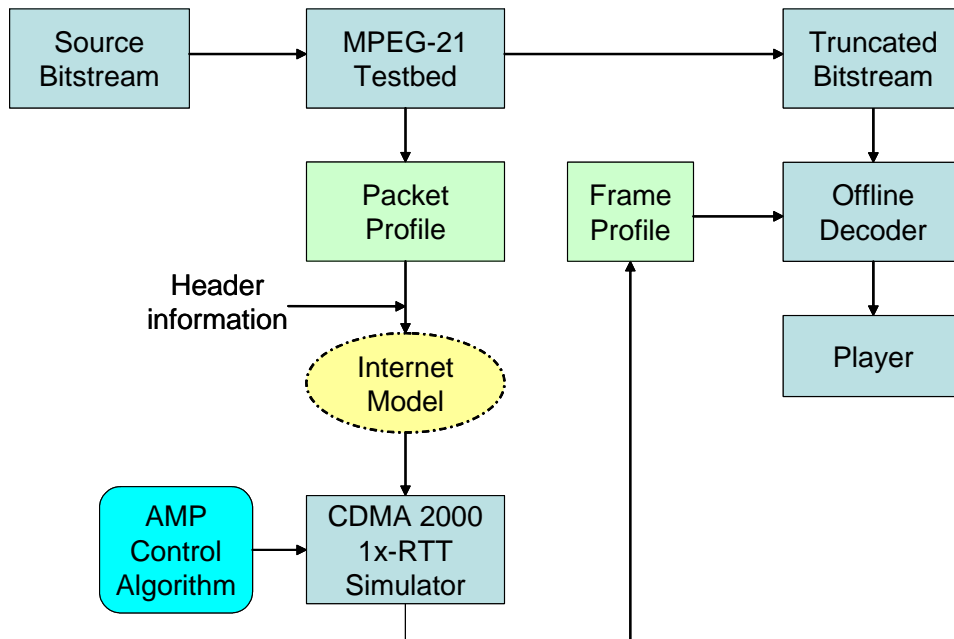 Source
Bitstream
MPEG-21
Testbed
Truncated
Bitstream
Packet
Profile
Frame
Profile
Offline
Decoder
Header
information
Internet
Model
Player
AMP
Control
Algorithm
CDMA 2000
1x-RTT
Simulator